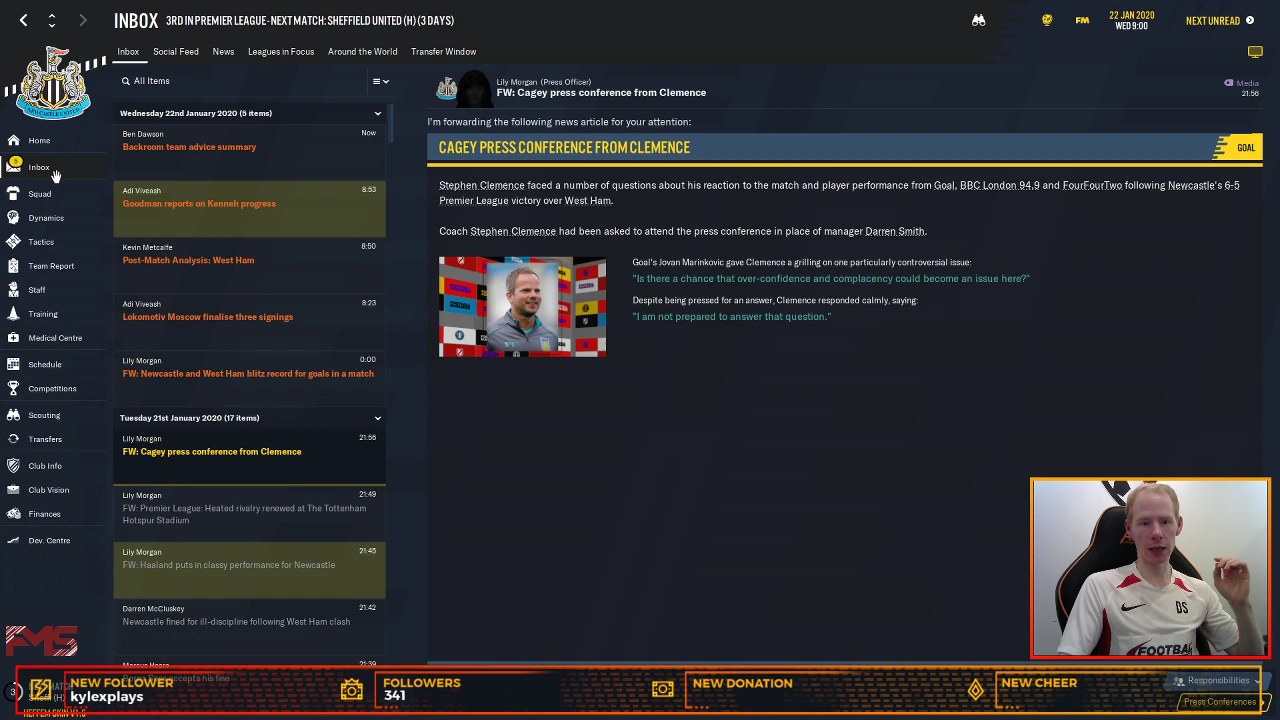 INBOX
3RD IN PREMIER LEAGUE - NEXT MATCH: SHEFFIELD UNITED (H) (3 DAYS)
FM
22 JAN 2020
WED 9:00
NEXT UNREAD
Inbox Social Feed News Leagues in Focus Around the World Transfer Window
NEWCASTLE UNITED
Home
5
Inbox
Squad
Dynamics
Tactics
Team Report
Staff
Training
Medical Centre
Schedule
Competitions
Scouting
Transfers
Club Info
Club Vision
Finances
Dev. Centre
All Items
Wednesday 22nd January 2020 (5 items)
Ben Dawson Now
Backroom team advice summary
Adi Viveash 8:53
Goodman reports on Kenneh progress
Kevin Metcalfe 8:50
Post-Match Analysis: West Ham
Adi Viveash 8:23
Lokomotiv Moscow finalise three signings
Lily Morgan 0:00
FW: Newcastle and West Ham blitz record for goals in a match
Tuesday 21st January 2020 (17 items)
Lily Morgan 21:56
FW: Cagey press conference from Clemence
Lily Morgan 21:49
FW: Premier League: Heated rivalry renewed at The Tottenham
Hotspur Stadium
Lily Morgan 21:45
FW: Haaland puts in classy performance for Newcastle
Darren McCluskey 21:42
Newcastle fined for ill-discipline following West Ham clash
21:39
accepts his fine
Lily Morgan (Press Officer)
FW: Cagey press conference from Clemence
Media
21:56
I'm forwarding the following news article for your attention:
CAGEY PRESS CONFERENCE FROM CLEMENCE
GOAL
Stephen Clemence faced a number of questions about his reaction to the match and player performance from Goal, BBC London 94.9 and FourFourTwo following Newcastle's 6-5
Premier League victory over West Ham.
Coach Stephen Clemence had been asked to attend the press conference in place of manager Darren Smith.
Goal's Jovan Marinkovic gave Clemence a grilling on one particularly controversial issue:
"Is there a chance that over-confidence and complacency could become an issue here?"
Despite being pressed for an answer, Clemence responded calmly, saying:
"I am not prepared to answer that question."
DS
FOOTBALL
FMS
NEW FOLLOWER
kylexplays
FOLLOWERS
341
NEW DONATION
NEW CHEER
Responsibilities
Press Conferences